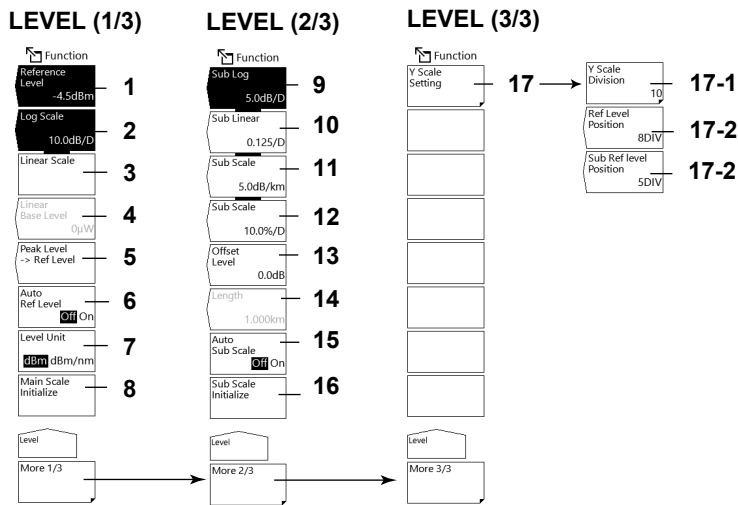 LEVEL (1/3)
Function
Reference
Level
-4.5dBm
1
Log Scale
10.0dB/D
2
Linear Scale
3
Linear
Base Level
0µW
4
Peak Level
-> Ref Level
5
Auto
Ref Level
Off On
6
Level Unit
dBm dBm/nm
7
Main Scale
Initialize
8
Level
More 1/3
LEVEL (2/3)
Function
Sub Log
5.0dB/D
9
Sub Linear
0.125/D
10
Sub Scale
5.0dB/km
11
Sub Scale
10.0%/D
12
Offset
Level
0.0dB
13
Length
1.000km
14
Auto
Sub Scale
Off On
15
Sub Scale
Initialize
16
Level
More 2/3
LEVEL (3/3)
Function
Y Scale
Setting
17
Level
More 3/3
Y Scale
Division
10
17-1
Ref Level
Position
8DIV
17-2
Sub Ref level
Position
5DIV
17-2